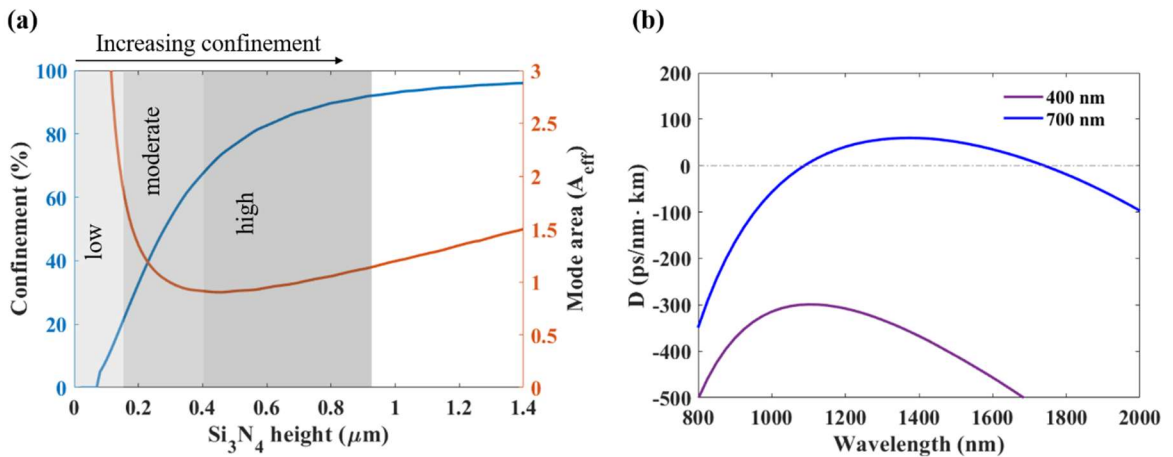 (a)
Increasing confinement
Confinement (%)
100
80
60
40
20
0
low
moderate
high
3
2.5
2
1.5
1
0.5
0
Mode area (A_eff)
0 0.2 0.4 0.6 0.8 1 1.2 1.4
Si₃N₄ height (μm)
(b)
D (ps/nm· km)
200
100
0
-100
-200
-300
-400
-500
400 nm
700 nm
800 1000 1200 1400 1600 1800 2000
Wavelength (nm)